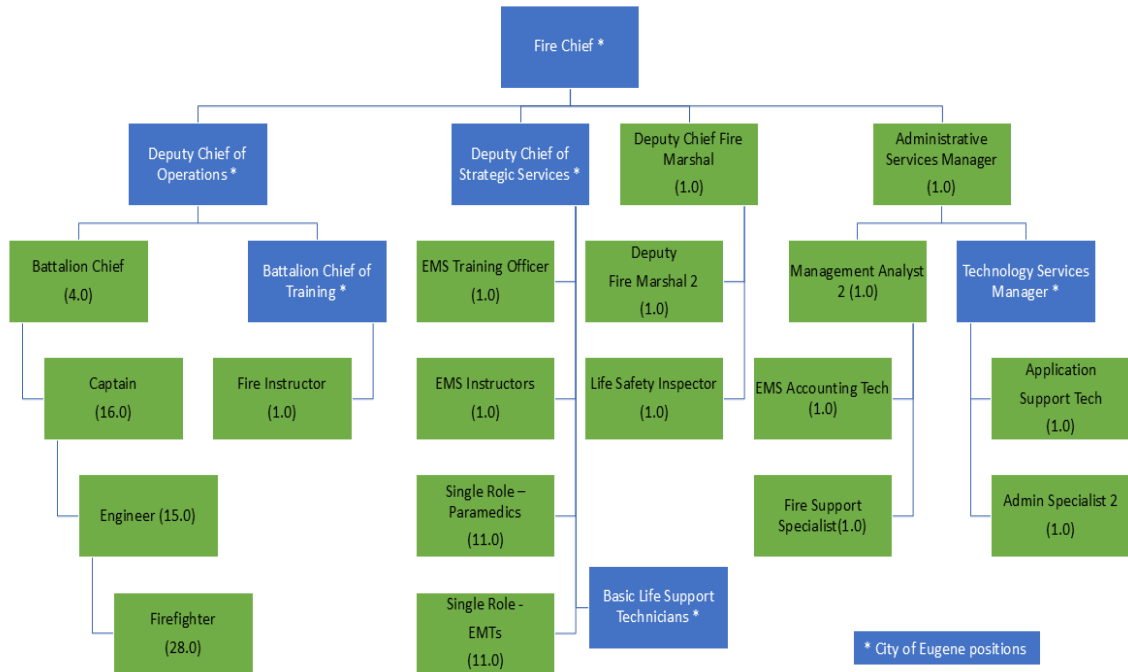 Fire Chief *
Deputy Chief of
Operations *
Deputy Chief of
Strategic Services *
Deputy Chief Fire
Marshal
(1.0)
Administrative
Services Manager
(1.0)
Battalion Chief
(4.0)
Battalion Chief of
Training *
EMS Training Officer
(1.0)
Deputy
Fire Marshal 2
(1.0)
Management Analyst
2 (1.0)
Technology Services
Manager *
Captain
(16.0)
Fire Instructor
(1.0)
EMS Instructors
(1.0)
Life Safety Inspector
(1.0)
EMS Accounting Tech
(1.0)
Application
Support Tech
(1.0)
Engineer (15.0)
Single Role –
Paramedics
(11.0)
Fire Support
Specialist(1.0)
Admin Specialist 2
(1.0)
Firefighter
(28.0)
Single Role -
EMTs
(11.0)
Basic Life Support
Technicians *
* City of Eugene positions